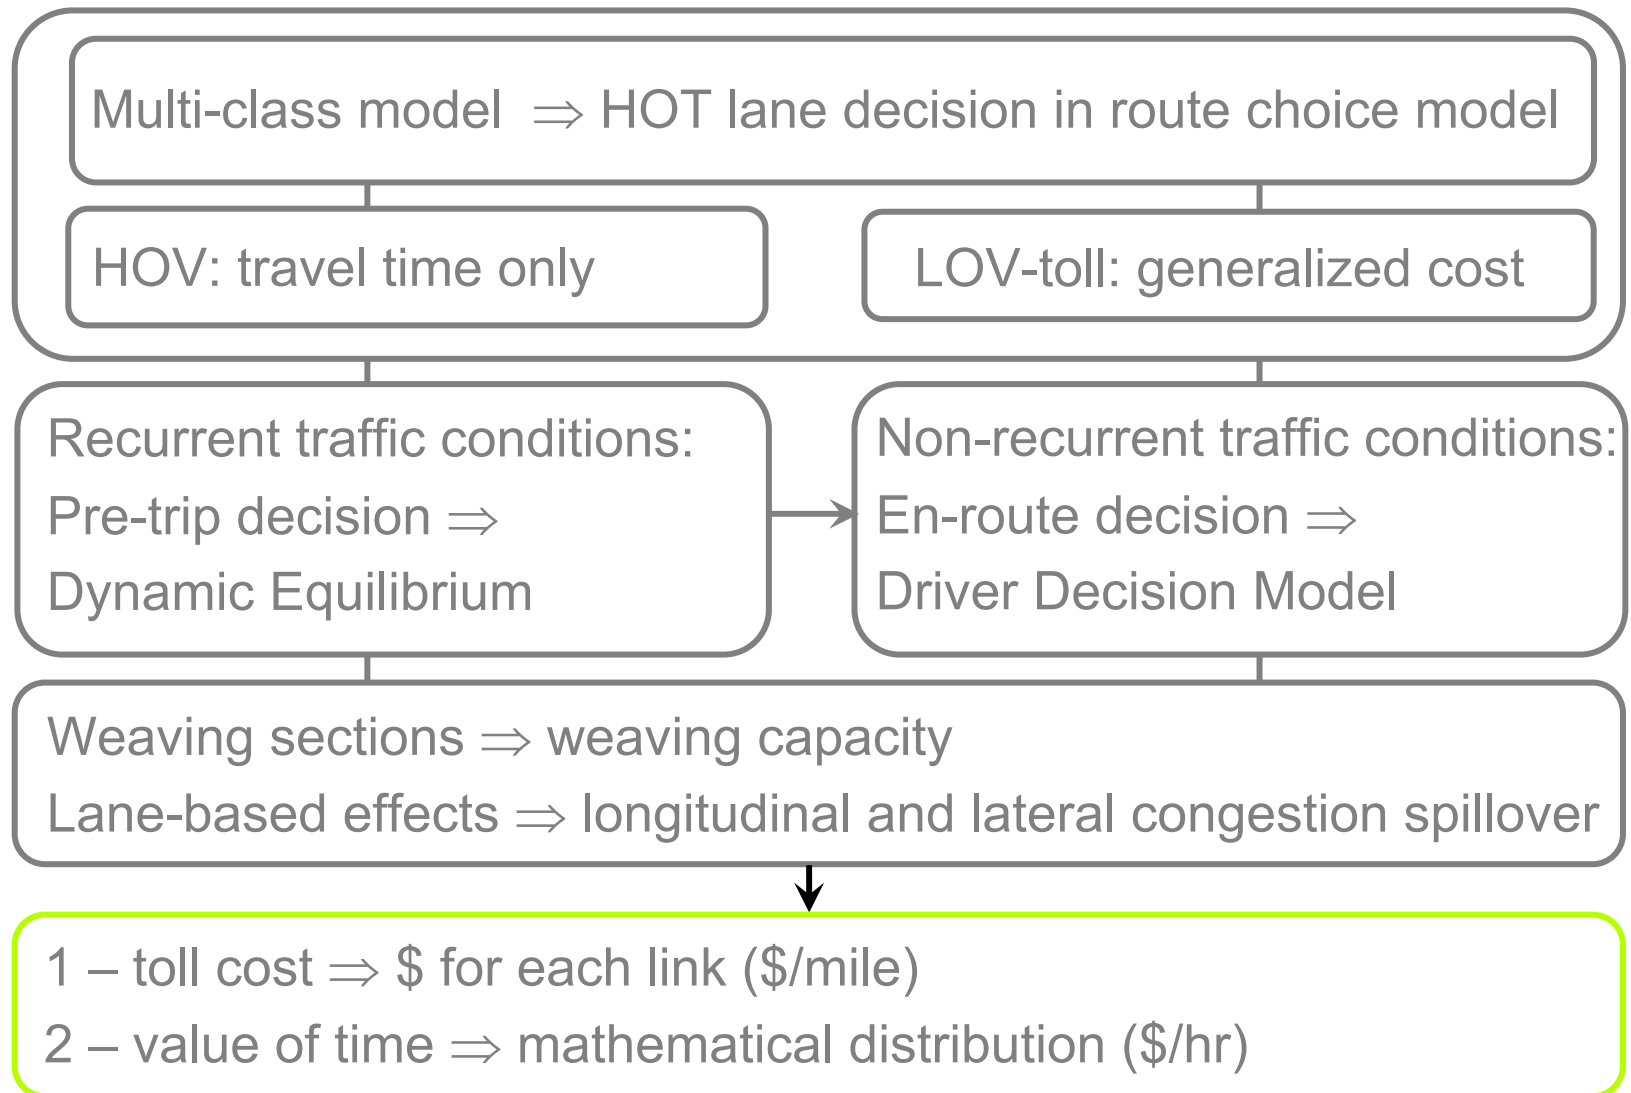 Multi-class model ⇒ HOT lane decision in route choice model
HOV: travel time only
LOV-toll: generalized cost
Recurrent traffic conditions:
Pre-trip decision ⇒
Dynamic Equilibrium
Non-recurrent traffic conditions:
En-route decision ⇒
Driver Decision Model
Weaving sections ⇒ weaving capacity
Lane-based effects ⇒ longitudinal and lateral congestion spillover
1 – toll cost ⇒ $ for each link ($/mile)
2 – value of time ⇒ mathematical distribution ($/hr)